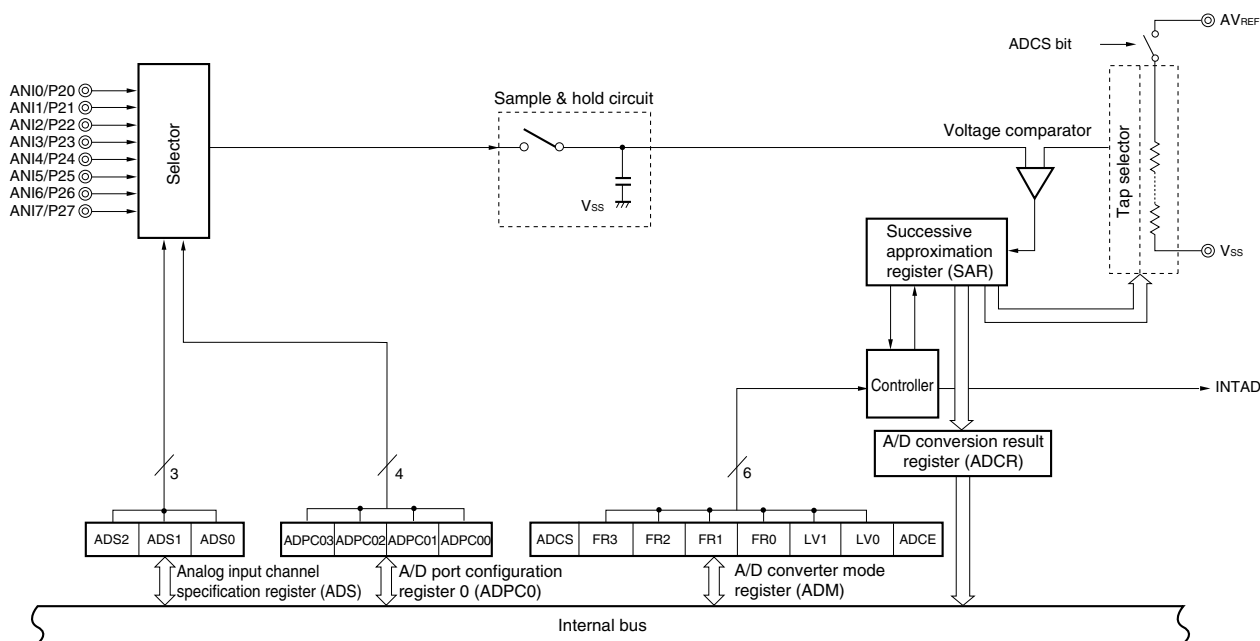 AVREF
ADCS bit
ANI0/P20
ANI1/P21
ANI2/P22
ANI3/P23
ANI4/P24
ANI5/P25
ANI6/P26
ANI7/P27
Selector
Sample & hold circuit
VSS
Voltage comparator
Tap selector
VSS
Successive
approximation
register (SAR)
Controller
INTAD
A/D conversion result
register (ADCR)
3
4
6
ADS2 ADS1 ADS0
ADPC03 ADPC02 ADPC01 ADPC00
ADCS FR3 FR2 FR1 FR0 LV1 LV0 ADCE
Analog input channel
specification register (ADS)
A/D port configuration
register 0 (ADPC0)
A/D converter mode
register (ADM)
Internal bus